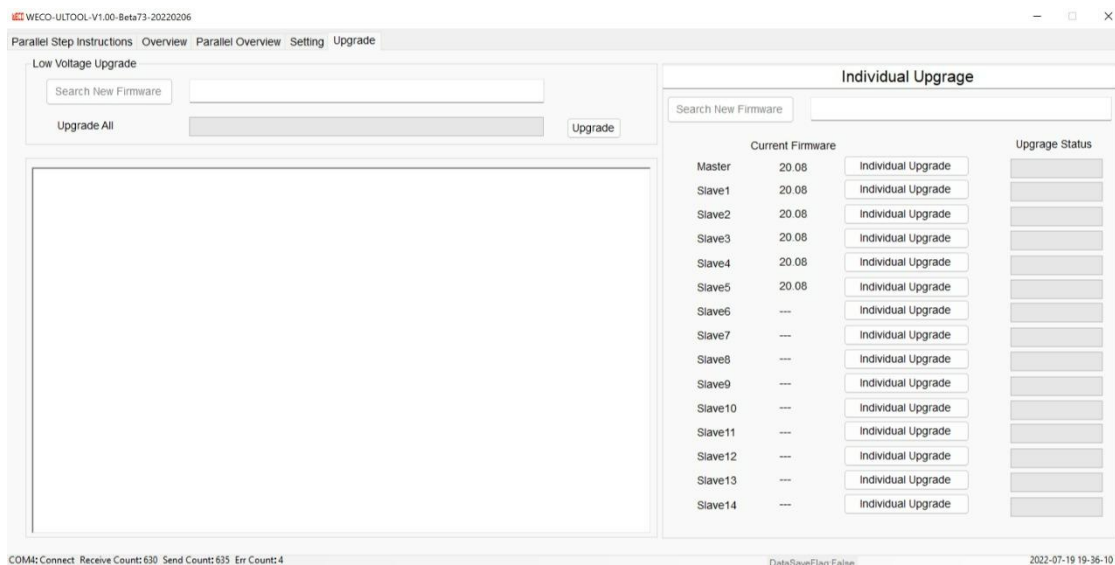 WECO WECO-ULTOOL-V1.00-Beta73-20220206
Parallel Step Instructions Overview Parallel Overview Setting Upgrade
Low Voltage Upgrade
Search New Firmware
Upgrade All Upgrade
Individual Upgrage
Search New Firmware
Current Firmware Upgrage Status
Master 20.08 Individual Upgrade
Slave1 20.08 Individual Upgrade
Slave2 20.08 Individual Upgrade
Slave3 20.08 Individual Upgrade
Slave4 20.08 Individual Upgrade
Slave5 20.08 Individual Upgrade
Slave6 --- Individual Upgrade
Slave7 --- Individual Upgrade
Slave8 --- Individual Upgrade
Slave9 --- Individual Upgrade
Slave10 --- Individual Upgrade
Slave11 --- Individual Upgrade
Slave12 --- Individual Upgrade
Slave13 --- Individual Upgrade
Slave14 --- Individual Upgrade
COM4: Connect Receive Count: 630 Send Count: 635 Err Count: 4 DataSaveFlag:False 2022-07-19 19-36-10